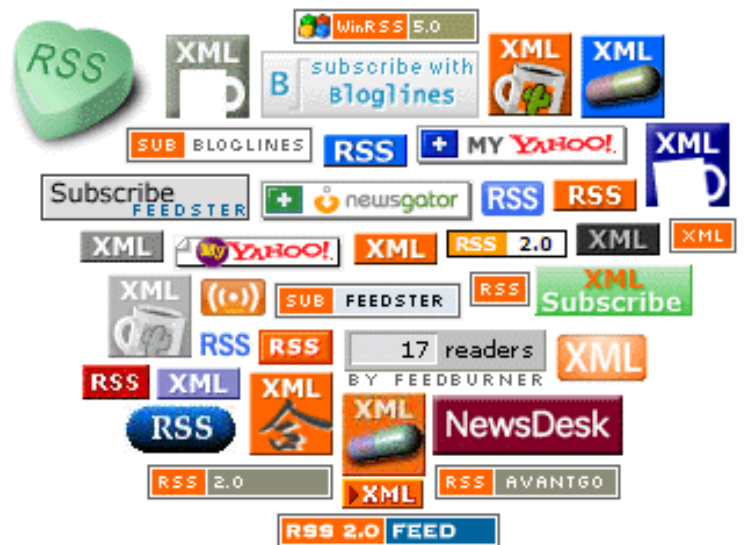 WinRSS 5.0
RSS
XML
B subscribe with
Bloglines
XML
XML
SUB BLOGLINES
RSS
+ MY YAHOO!
XML
Subscribe
FEEDSTER
+ newsgator
RSS
RSS
XML
My YAHOO!
XML
RSS 2.0
XML
XML
XML
SUB FEEDSTER
RSS
XML
Subscribe
RSS
RSS
17 readers
BY FEEDBURNER
XML
RSS
XML
XML
合
XML
RSS
NewsDesk
RSS 2.0
XML
RSS AVANTGO
RSS 2.0 FEED